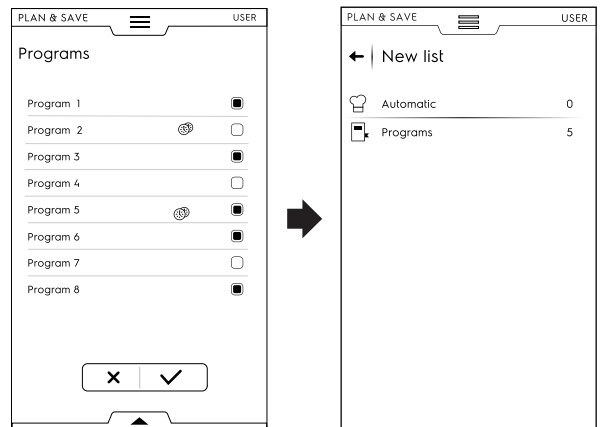 PLAN & SAVE USER
Programs
Program 1
Program 2
Program 3
Program 4
Program 5
Program 6
Program 7
Program 8
PLAN & SAVE USER
New list
Automatic 0
Programs 5